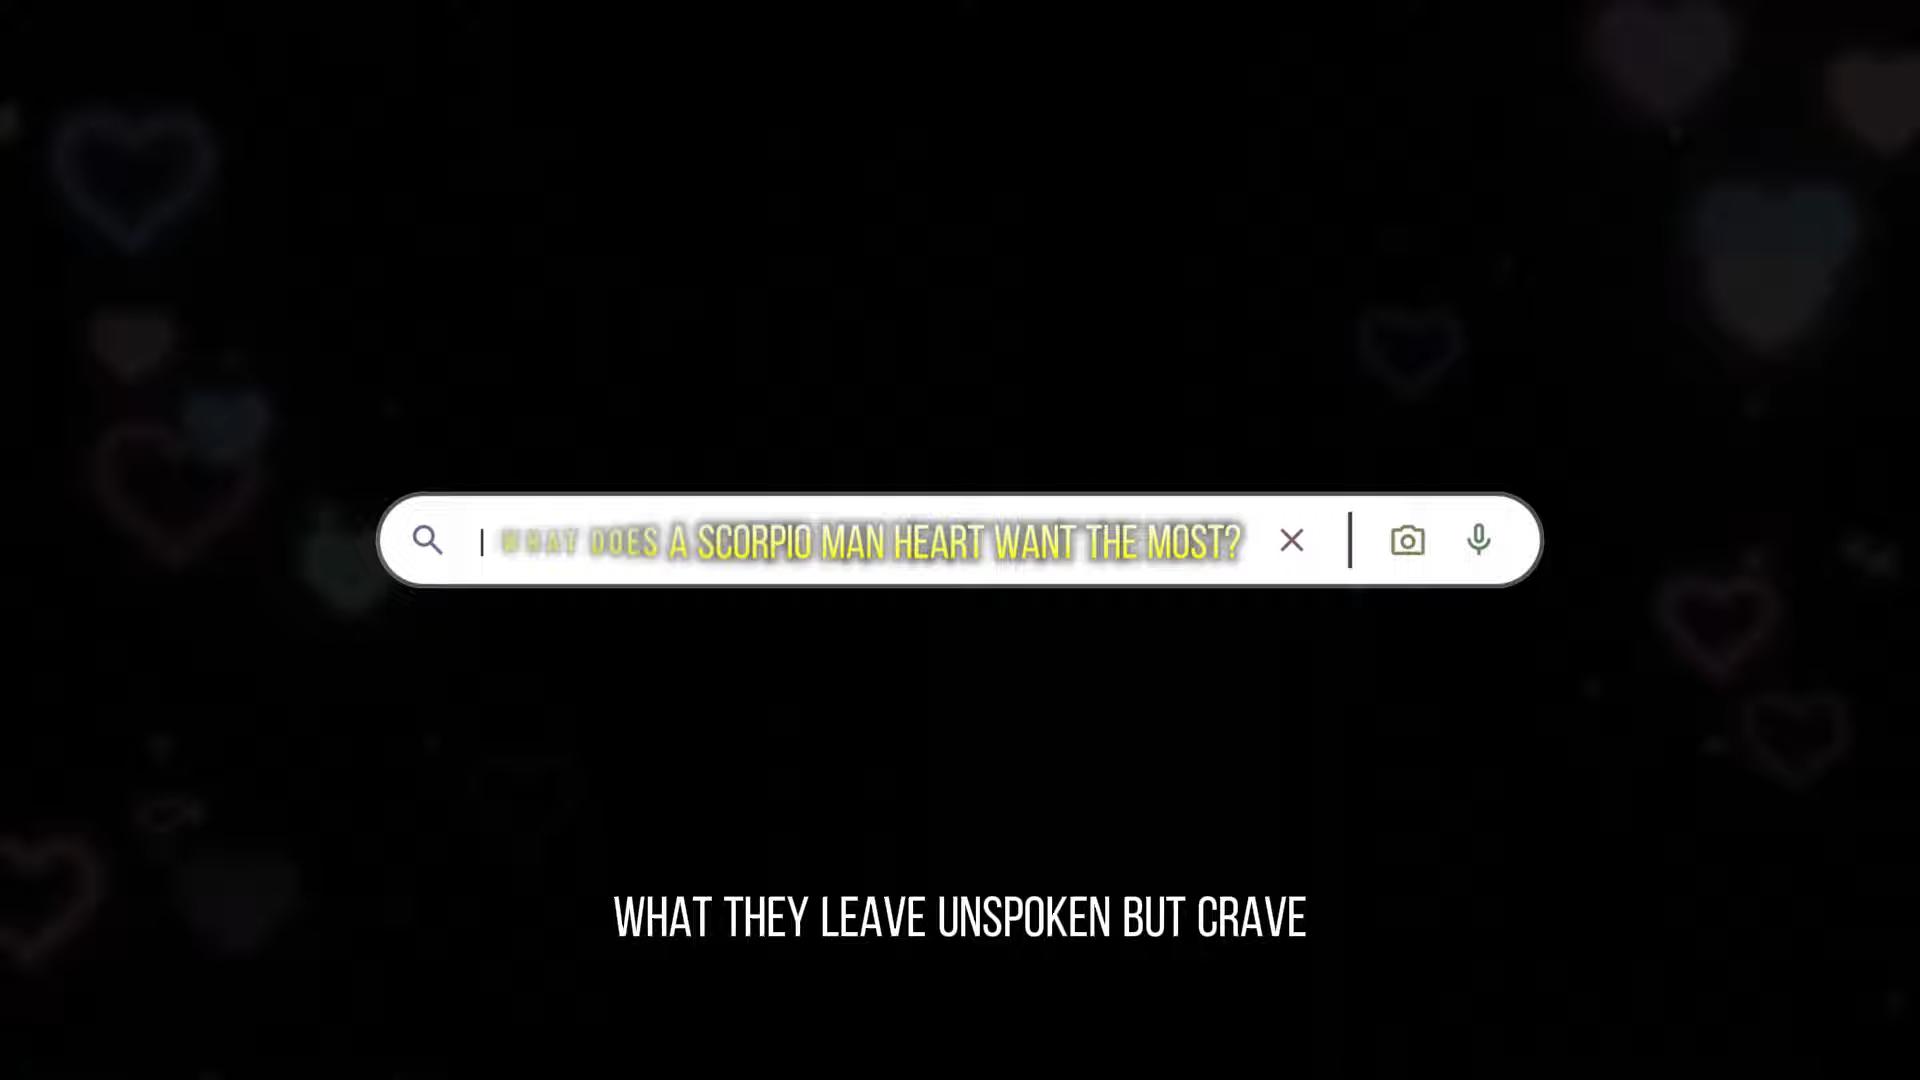 WHAT DOES A SCORPIO MAN HEART WANT THE MOST?
WHAT THEY LEAVE UNSPOKEN BUT CRAVE